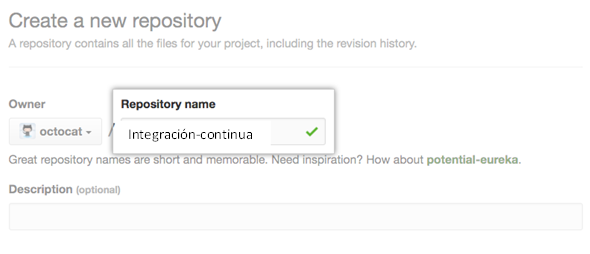 Create a new repository
A repository contains all the files for your project, including the revision history.
Owner
Repository name
octocat /
Integración-continua
Great repository names are short and memorable. Need inspiration? How about potential-eureka.
Description (optional)